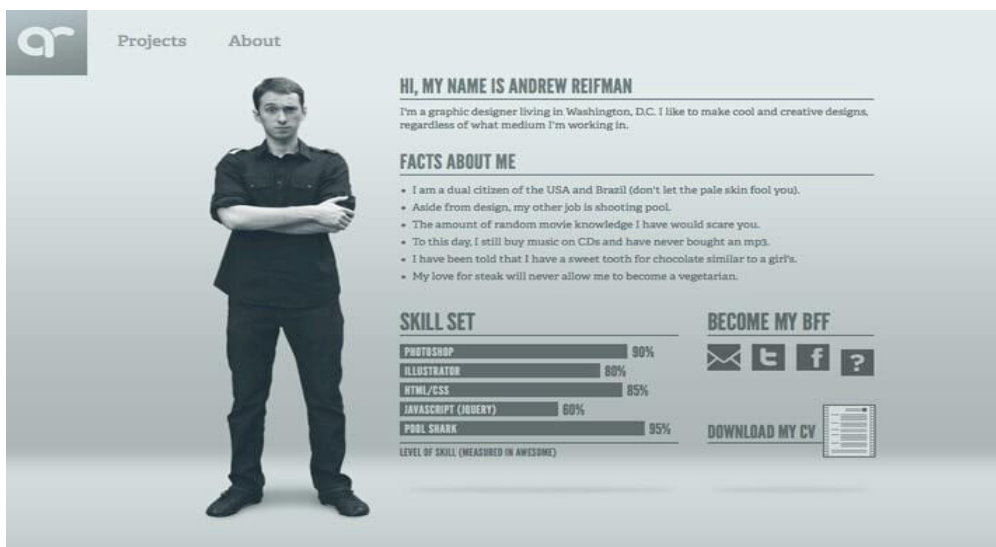 ar
Projects About
HI, MY NAME IS ANDREW REIFMAN
I'm a graphic designer living in Washington, D.C. I like to make cool and creative designs,
regardless of what medium I'm working in.
FACTS ABOUT ME
• I am a dual citizen of the USA and Brazil (don't let the pale skin fool you).
• Aside from design, my other job is shooting pool.
• The amount of random movie knowledge I have would scare you.
• To this day, I still buy music on CDs and have never bought an mp3.
• I have been told that I have a sweet tooth for chocolate similar to a girl's.
• My love for steak will never allow me to become a vegetarian.
SKILL SET
PHOTOSHOP 90%
ILLUSTRATOR 80%
HTML/CSS 85%
JAVASCRIPT (JQUERY) 60%
POOL SHARK 95%
LEVEL OF SKILL (MEASURED IN AWESOME)
BECOME MY BFF
t f ?
DOWNLOAD MY CV